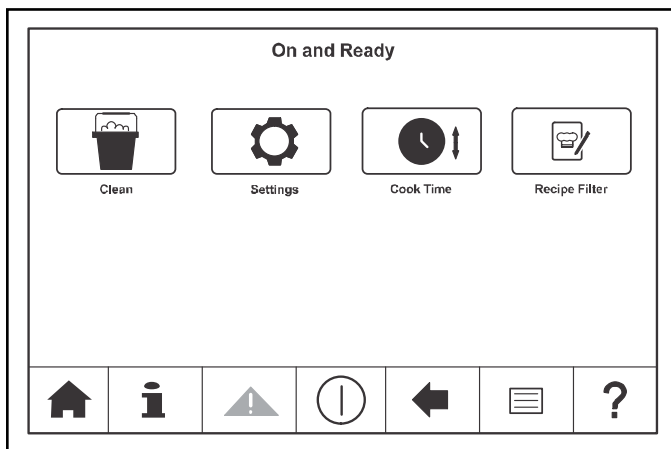 On and Ready
Clean
Settings
Cook Time
Recipe Filter
?